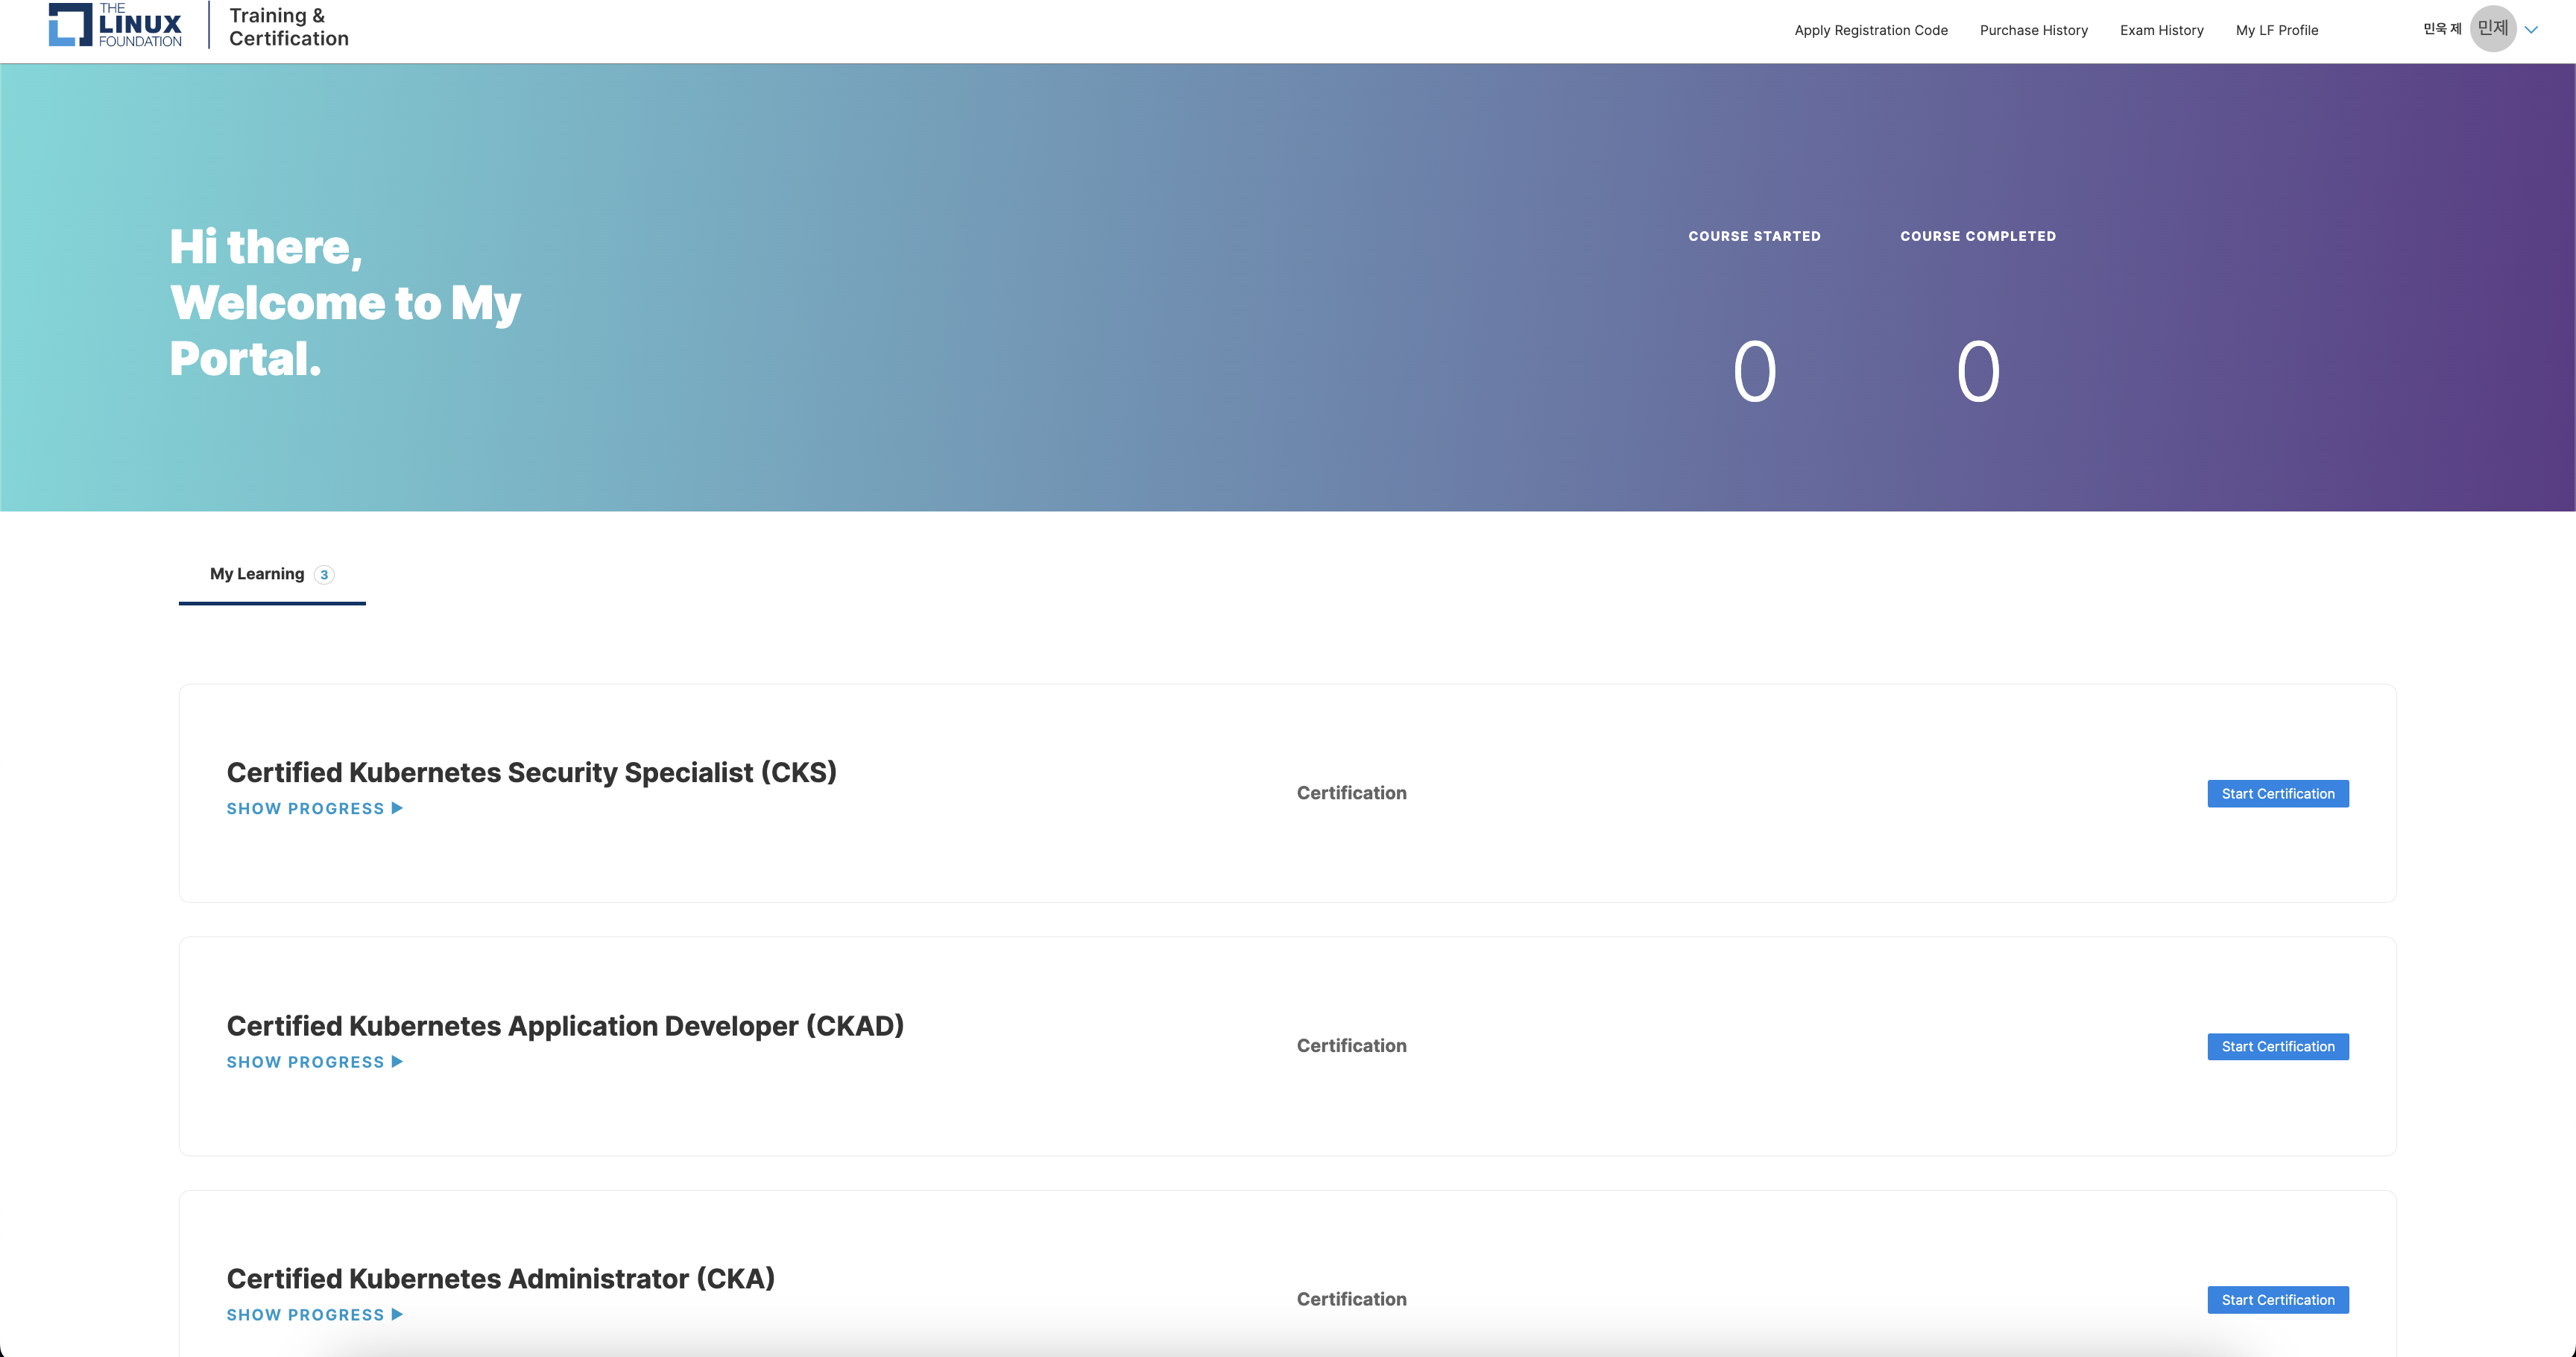 THE
LINUX
FOUNDATION
Training &
Certification
Apply Registration Code
Purchase History
Exam History
My LF Profile
민욱 제
민제
Hi there,
Welcome to My
Portal.
COURSE STARTED
COURSE COMPLETED
0
0
My Learning 3
Certified Kubernetes Security Specialist (CKS)
SHOW PROGRESS
Certification
Start Certification
Certified Kubernetes Application Developer (CKAD)
SHOW PROGRESS
Certification
Start Certification
Certified Kubernetes Administrator (CKA)
SHOW PROGRESS
Certification
Start Certification